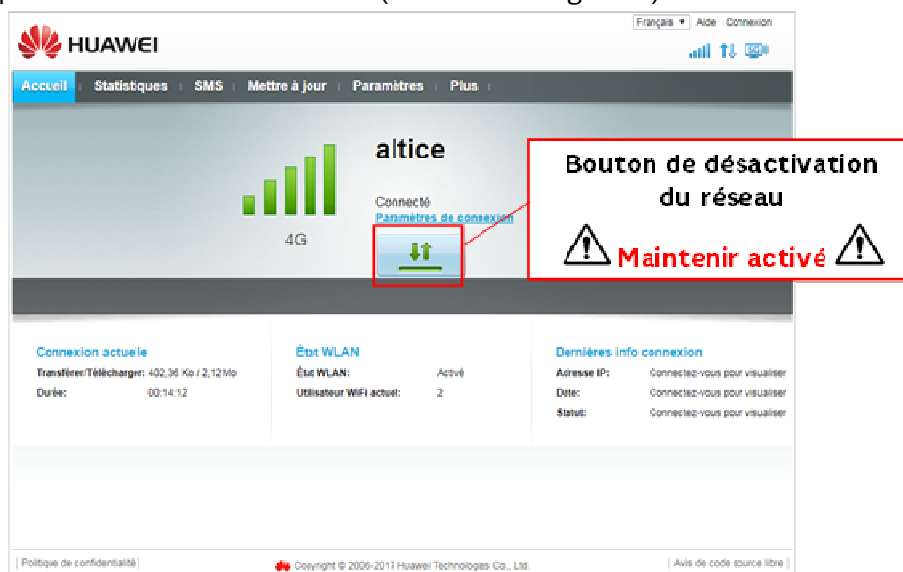 Français ▼ Aide Connexion
HUAWEI
Accueil Statistiques SMS Mettre à jour Paramètres Plus
altice
Connecté
Paramètres de connexion
4G
Bouton de désactivation
du réseau
Maintenir activé
Connexion actuelle
Transférer/Télécharger: 402,36 Ko / 2,12 Mo
Durée: 00:14:12
État WLAN
État WLAN: Activé
Utilisateur WiFi actuel: 2
Dernières info connexion
Adresse IP: Connectez-vous pour visualiser
Date: Connectez-vous pour visualiser
Statut: Connectez-vous pour visualiser
Politique de confidentialité
Copyright © 2006-2017 Huawei Technologies Co., Ltd.
Avis de code source libre